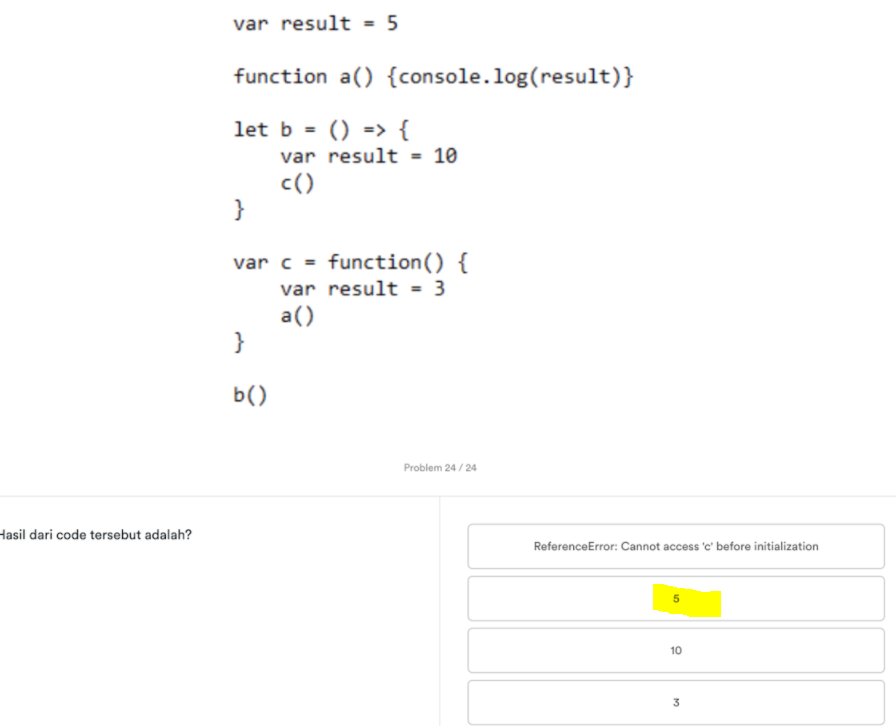 var result = 5
function a() {console.log(result)}
let b = () => {
    var result = 10
    c()
}
var c = function() {
    var result = 3
    a()
}
b()
Problem 24 / 24
Hasil dari code tersebut adalah?
ReferenceError: Cannot access 'c' before initialization
5
10
3